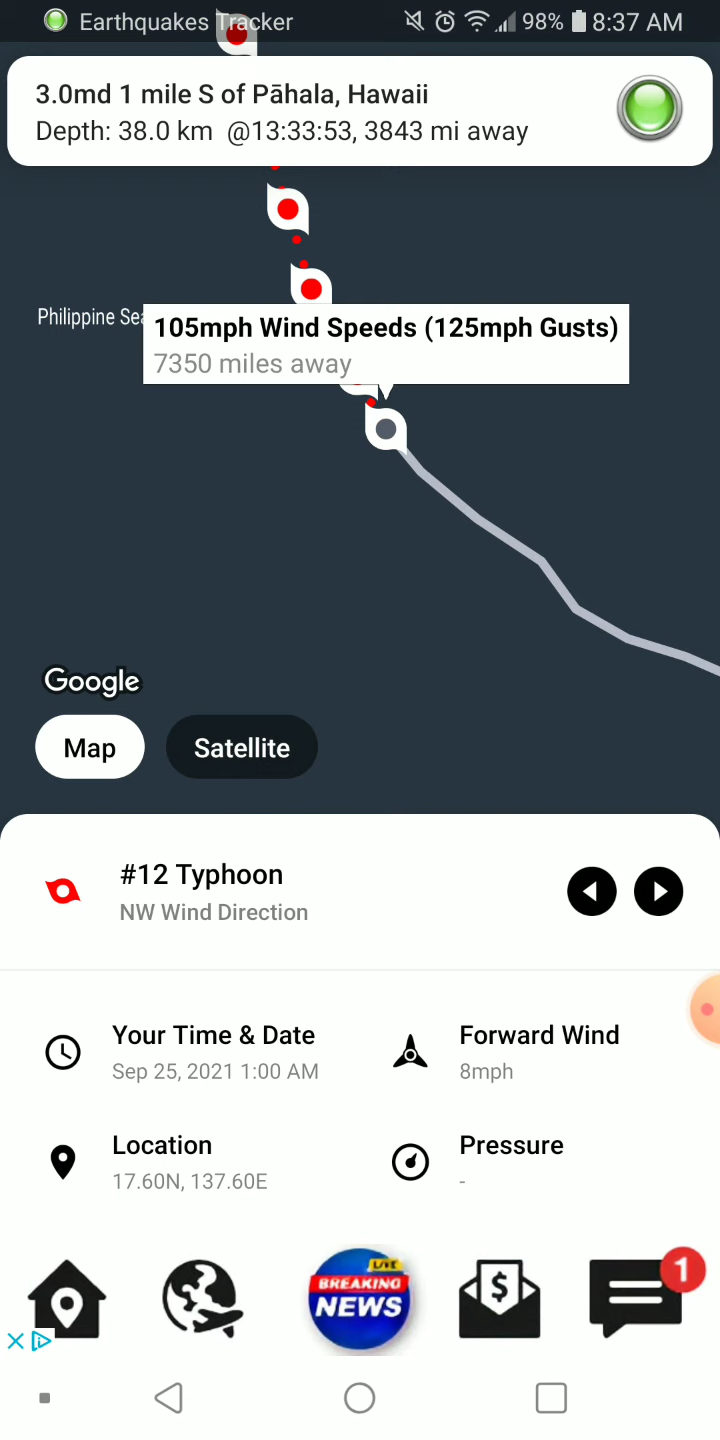 Earthquakes Tracker
98% 8:37 AM
3.0md 1 mile S of Pāhala, Hawaii
Depth: 38.0 km @13:33:53, 3843 mi away
Philippine Sea
105mph Wind Speeds (125mph Gusts)
7350 miles away
Google
Map
Satellite
#12 Typhoon
NW Wind Direction
Your Time & Date
Sep 25, 2021 1:00 AM
Forward Wind
8mph
Location
17.60N, 137.60E
Pressure
-
LIVE
BREAKING
NEWS
$
1